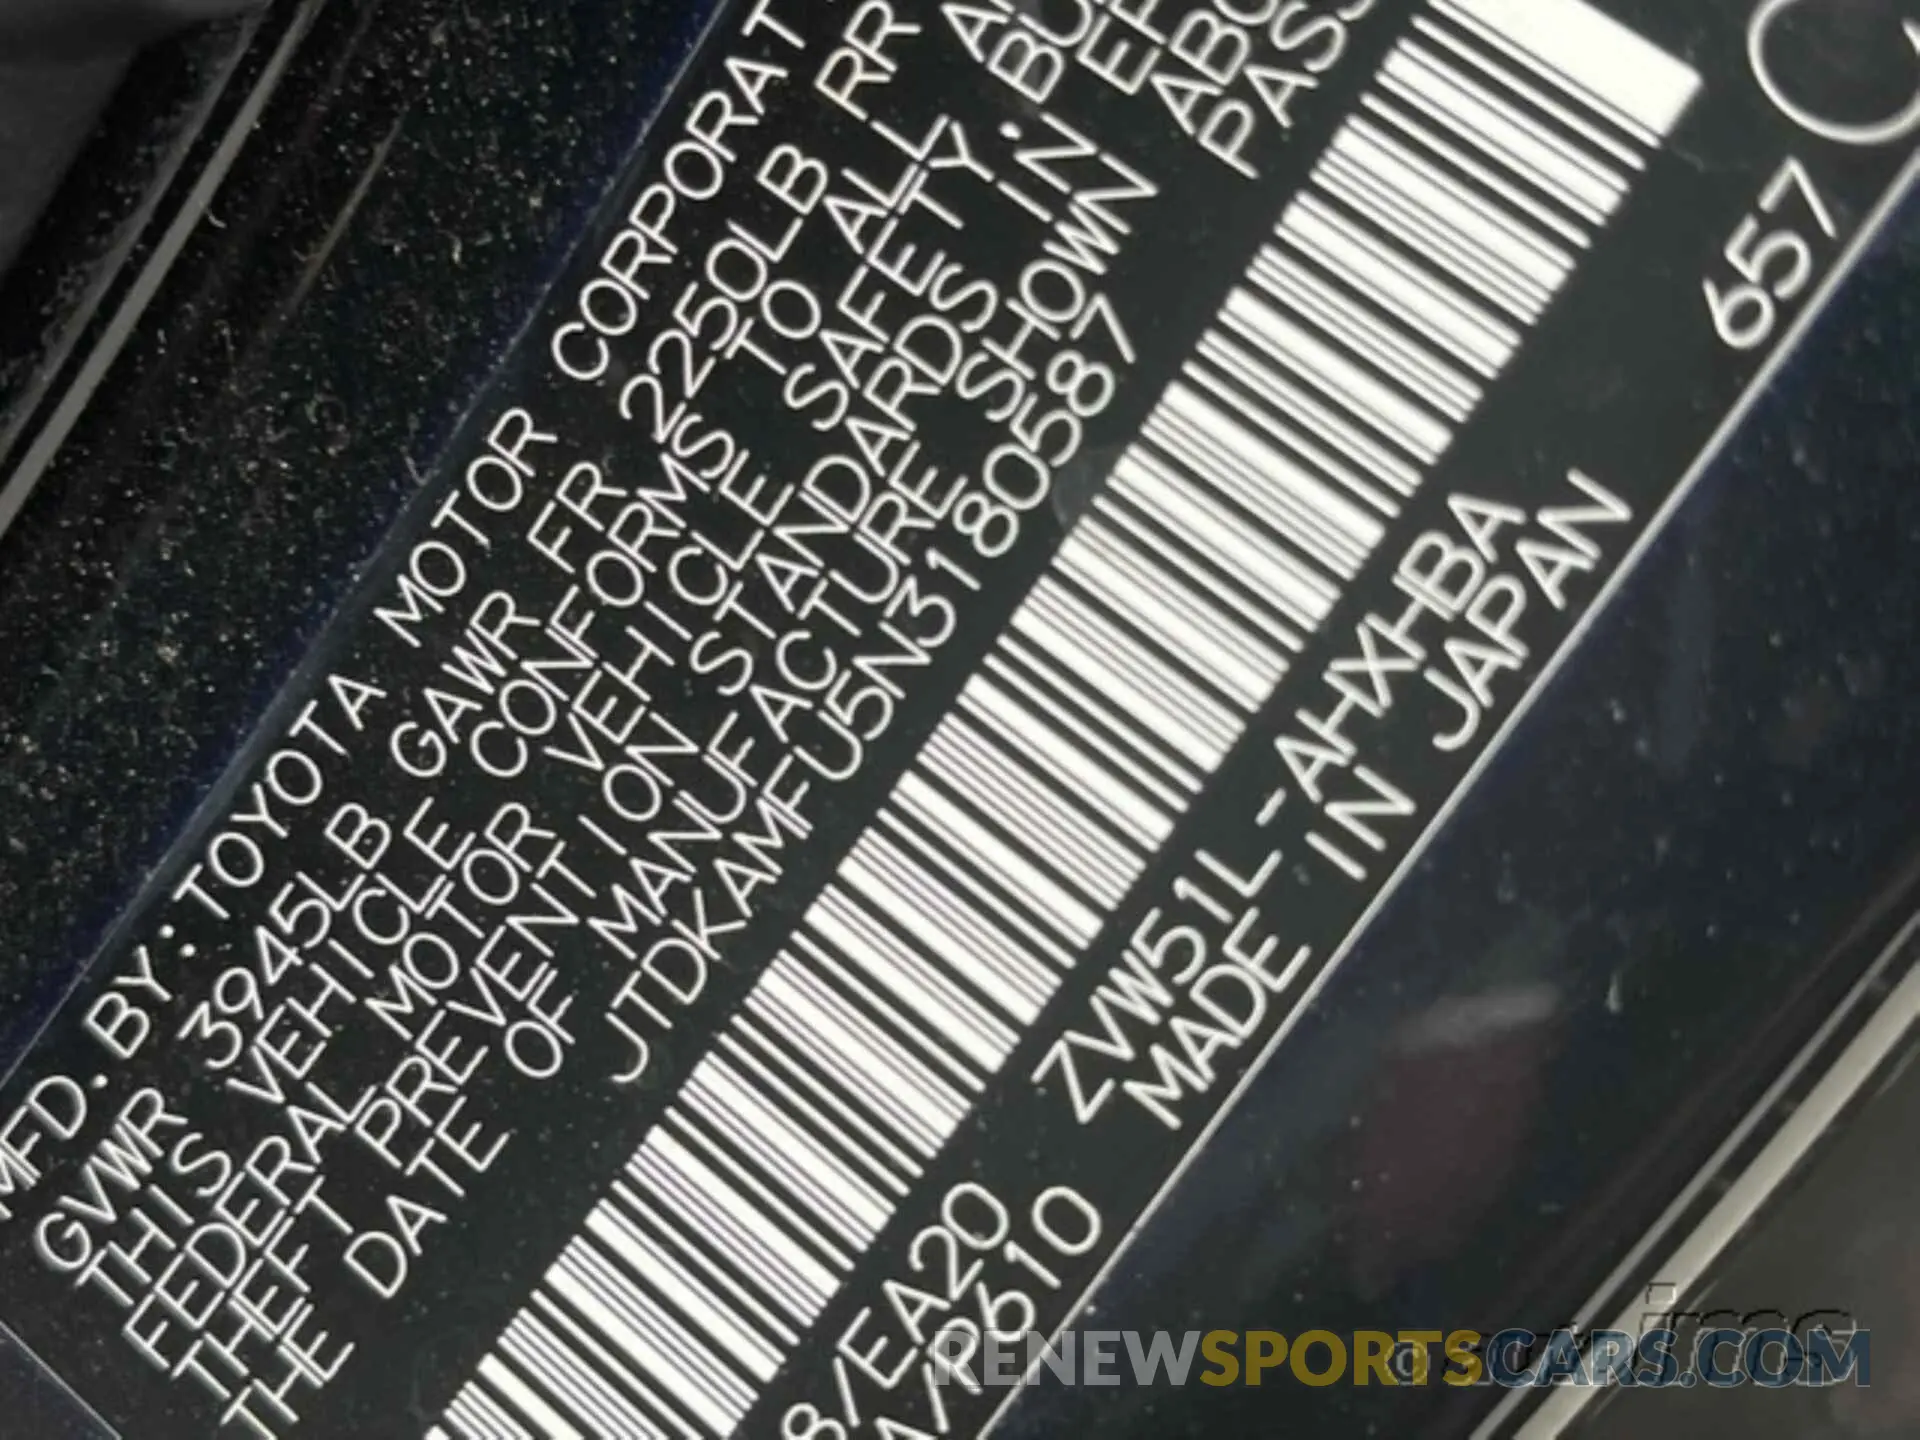 MFD. BY: TOYOTA MOTOR CORPORAT
GVWR 3945LB GAWR FR 2250LB RR
THIS VEHICLE CONFORMS TO ALL
FEDERAL MOTOR VEHICLE SAFETY,
THEFT PREVENTION STANDARDS IN
THE DATE OF MANUFACTURE SHOWN
JTDKAMFU5N3180587
8/EA20 ZVW51L-AHXHBA
MADE IN JAPAN
657
RENEWSPORTSCARS.COM